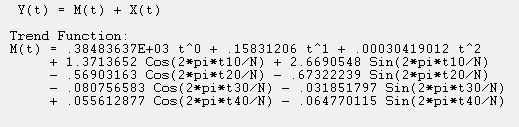 Y(t) = M(t) + X(t)
Trend Function:
M(t) = .38483637E+03 t^0 + .15831206 t^1 + .00030419012 t^2
+ 1.3713652 Cos(2*pi*t10/N) + 2.6690548 Sin(2*pi*t10/N)
- .56903163 Cos(2*pi*t20/N) - .67322239 Sin(2*pi*t20/N)
- .080756583 Cos(2*pi*t30/N) - .031851797 Sin(2*pi*t30/N)
+ .055612877 Cos(2*pi*t40/N) - .064770115 Sin(2*pi*t40/N)